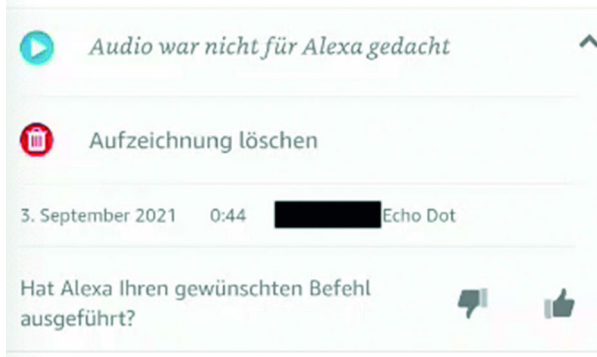 Audio war nicht für Alexa gedacht
Aufzeichnung löschen
3. September 2021 0:44 Echo Dot
Hat Alexa Ihren gewünschten Befehl
ausgeführt?